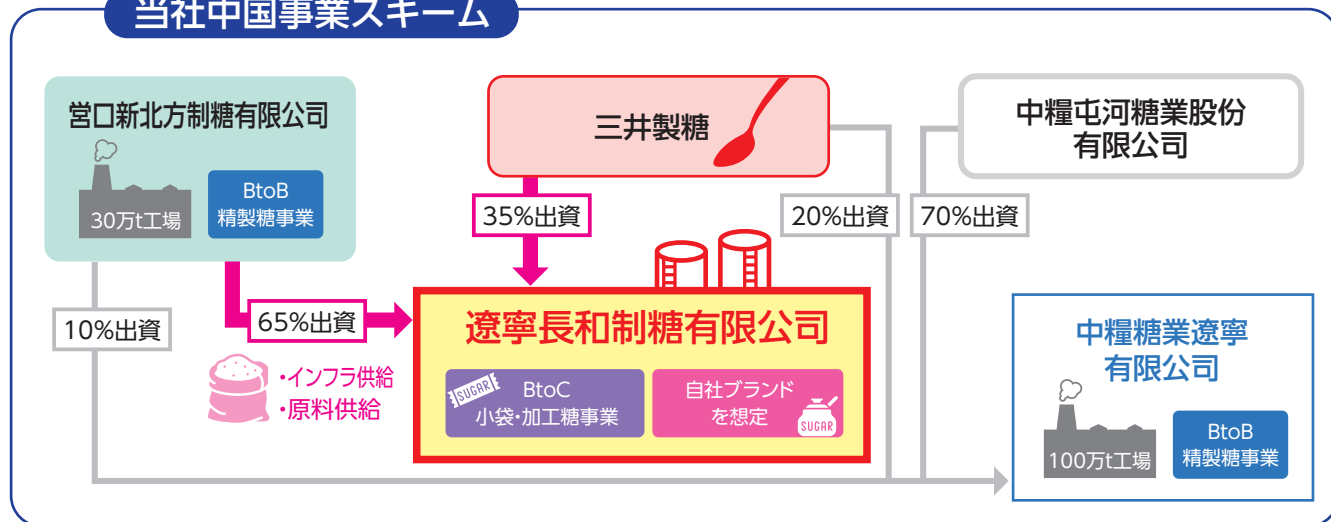 当社中国事業スキーム
営口新北方制糖有限公司
30万t工場
BtoB
精製糖事業
三井製糖
中糧屯河糖業股份
有限公司
35%出資
20%出資
70%出資
10%出資
65%出資
・インフラ供給
・原料供給
遼寧長和制糖有限公司
SUGAR
BtoC
小袋・加工糖事業
自社ブランド
を想定
SUGAR
中糧糖業遼寧
有限公司
100万t工場
BtoB
精製糖事業